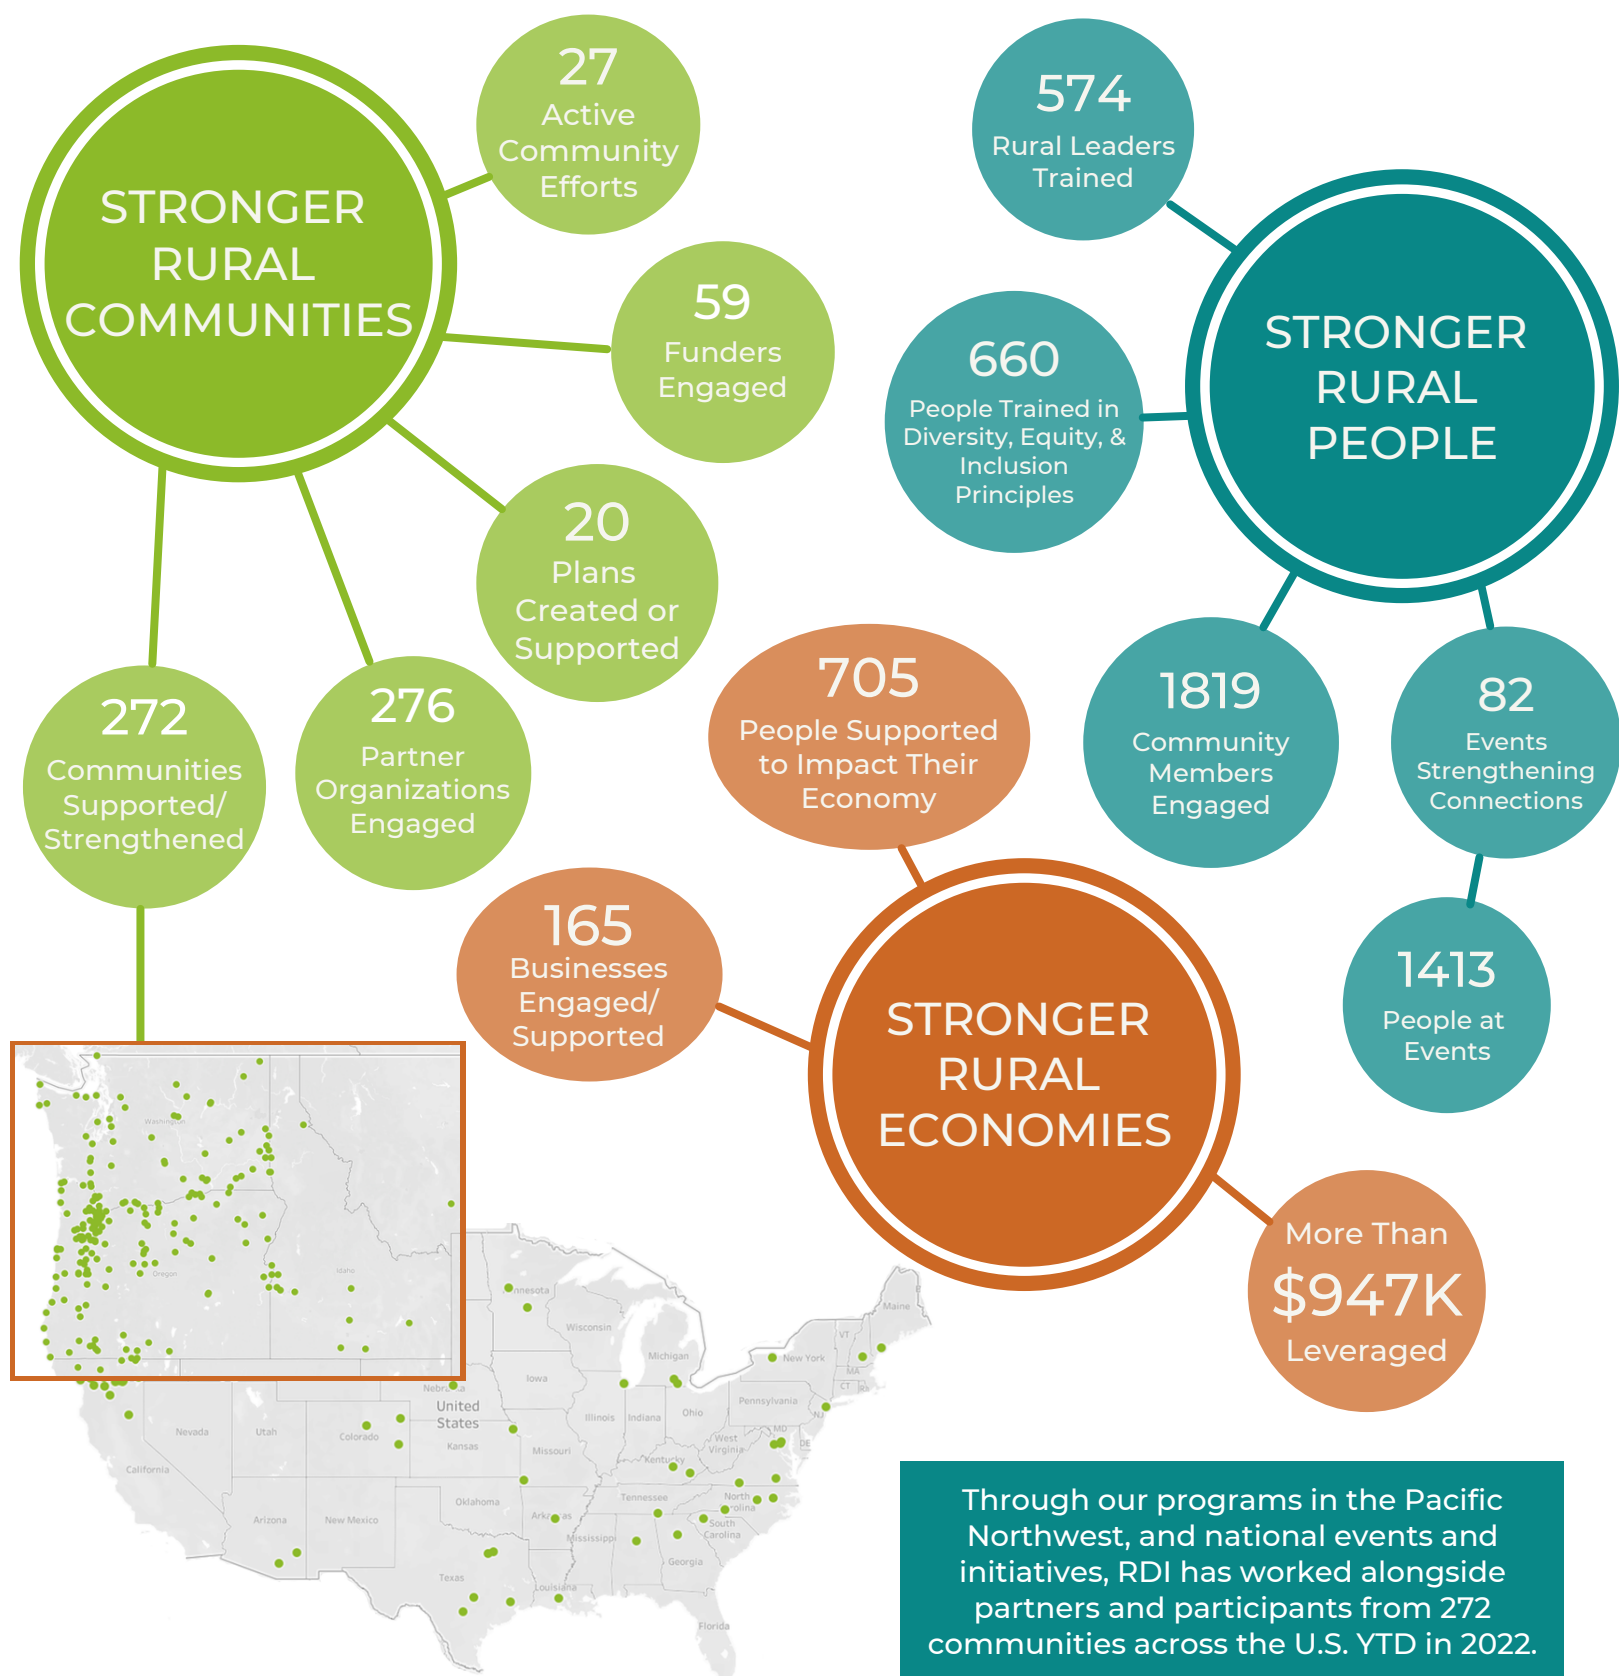 STRONGER
RURAL
COMMUNITIES
27
Active
Community
Efforts
59
Funders
Engaged
20
Plans
Created or
Supported
276
Partner
Organizations
Engaged
272
Communities
Supported/
Strengthened
574
Rural Leaders
Trained
660
People Trained in
Diversity, Equity, &
Inclusion
Principles
STRONGER
RURAL
PEOPLE
1819
Community
Members
Engaged
82
Events
Strengthening
Connections
1413
People at
Events
705
People Supported
to Impact Their
Economy
165
Businesses
Engaged/
Supported
STRONGER
RURAL
ECONOMIES
More Than
$947K
Leveraged
Washington
Oregon
Idaho
Wisconsin
Michigan
Maine
VT
New York
MA
CT
Iowa
Pennsylvania
NJ
United
States
Nevada
Utah
Colorado
Kansas
Missouri
Illinois
Indiana
Ohio
West
Virginia
MD
DE
Kentucky
California
Arizona
New Mexico
Oklahoma
Tennessee
North
South
Carolina
Mississippi
Georgia
Texas
Louisiana
Florida
Through our programs in the Pacific
Northwest, and national events and
initiatives, RDI has worked alongside
partners and participants from 272
communities across the U.S. YTD in 2022.